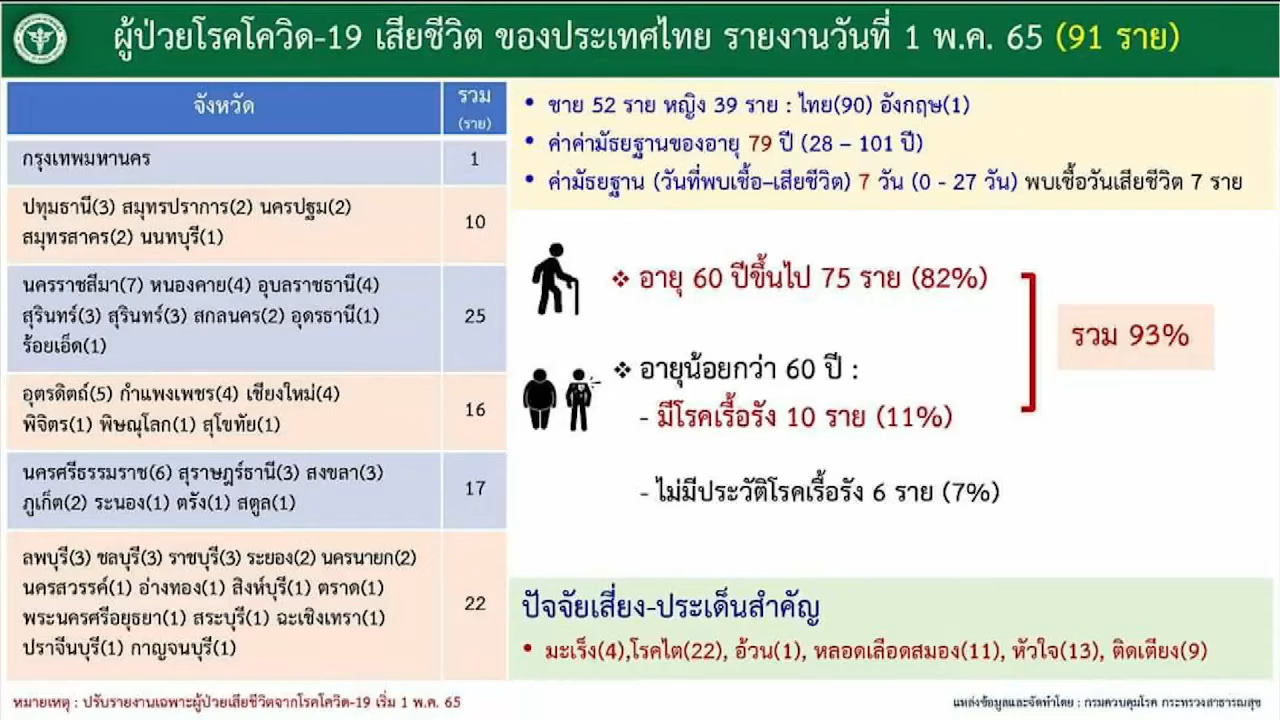 ผู้ป่วยโรคโควิด-19 เสียชีวิต ของประเทศไทย รายงานวันที่ 1 พ.ค. 65 (91 ราย)
จังหวัด
รวม
(ราย)
กรุงเทพมหานคร
1
ปทุมธานี(3) สมุทรปราการ(2) นครปฐม(2)
สมุทรสาคร(2) นนทบุรี(1)
10
นครราชสีมา(7) หนองคาย(4) อุบลราชธานี(4)
สุรินทร์(3) สุรินทร์(3) สกลนคร(2) อุดรธานี(1)
ร้อยเอ็ด(1)
25
อุตรดิตถ์(5) กำแพงเพชร(4) เชียงใหม่(4)
พิจิตร(1) พิษณุโลก(1) สุโขทัย(1)
16
นครศรีธรรมราช(6) สุราษฎร์ธานี(3) สงขลา(3)
ภูเก็ต(2) ระนอง(1) ตรัง(1) สตูล(1)
17
ลพบุรี(3) ชลบุรี(3) ราชบุรี(3) ระยอง(2) นครนายก(2)
นครสวรรค์(1) อ่างทอง(1) สิงห์บุรี(1) ตราด(1)
พระนครศรีอยุธยา(1) สระบุรี(1) ฉะเชิงเทรา(1)
ปราจีนบุรี(1) กาญจนบุรี(1)
22
• ชาย 52 ราย หญิง 39 ราย : ไทย(90) อังกฤษ(1)
• ค่าค่ามัธยฐานของอายุ 79 ปี (28 – 101 ปี)
• ค่ามัธยฐาน (วันที่พบเชื้อ–เสียชีวิต) 7 วัน (0 - 27 วัน) พบเชื้อวันเสียชีวิต 7 ราย
❖ อายุ 60 ปีขึ้นไป 75 ราย (82%)
รวม 93%
❖ อายุน้อยกว่า 60 ปี :
- มีโรคเรื้อรัง 10 ราย (11%)
- ไม่มีประวัติโรคเรื้อรัง 6 ราย (7%)
ปัจจัยเสี่ยง-ประเด็นสำคัญ
• มะเร็ง(4),โรคไต(22), อ้วน(1), หลอดเลือดสมอง(11), หัวใจ(13), ติดเตียง(9)
หมายเหตุ : ปรับรายงานเฉพาะผู้ป่วยเสียชีวิตจากโรคโควิด-19 เริ่ม 1 พ.ค. 65
แหล่งข้อมูลและจัดทำโดย : กรมควบคุมโรค กระทรวงสาธารณสุข